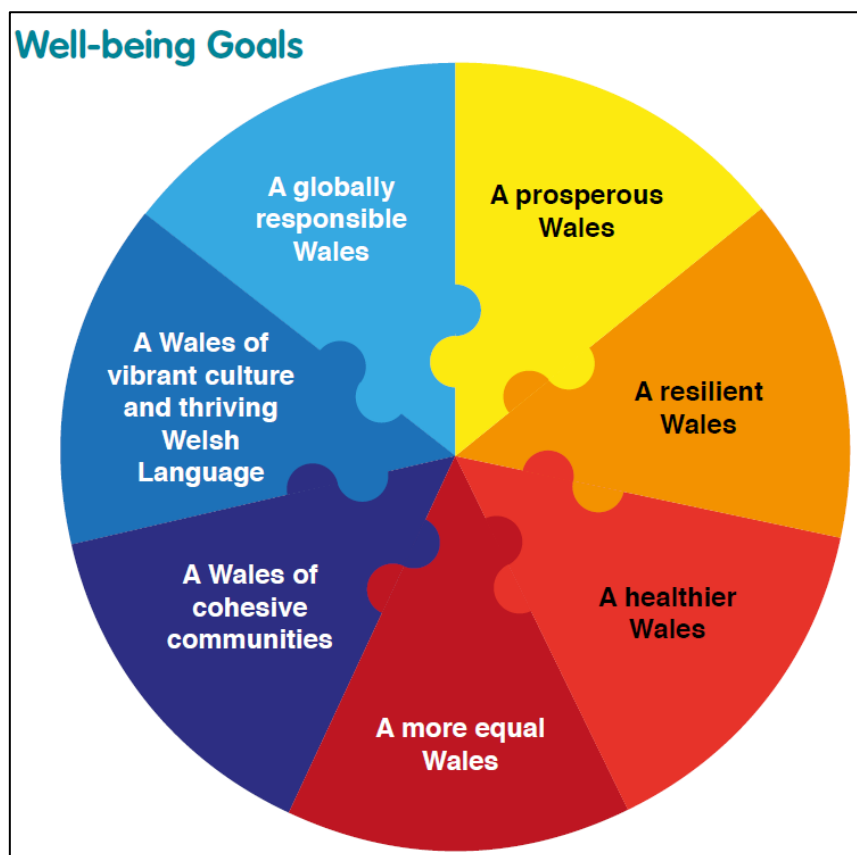 Well-being Goals
A globally
responsible
Wales
A prosperous
Wales
A Wales of
vibrant culture
and thriving
Welsh
Language
A resilient
Wales
A Wales of
cohesive
communities
A healthier
Wales
A more equal
Wales